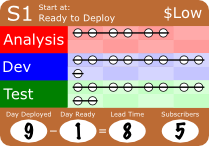 S1 Start at: $Low
Ready to Deploy
Analysis
Dev
Test
Day Deployed Day Ready Lead Time Subscribers
9 - 1 = 8 5